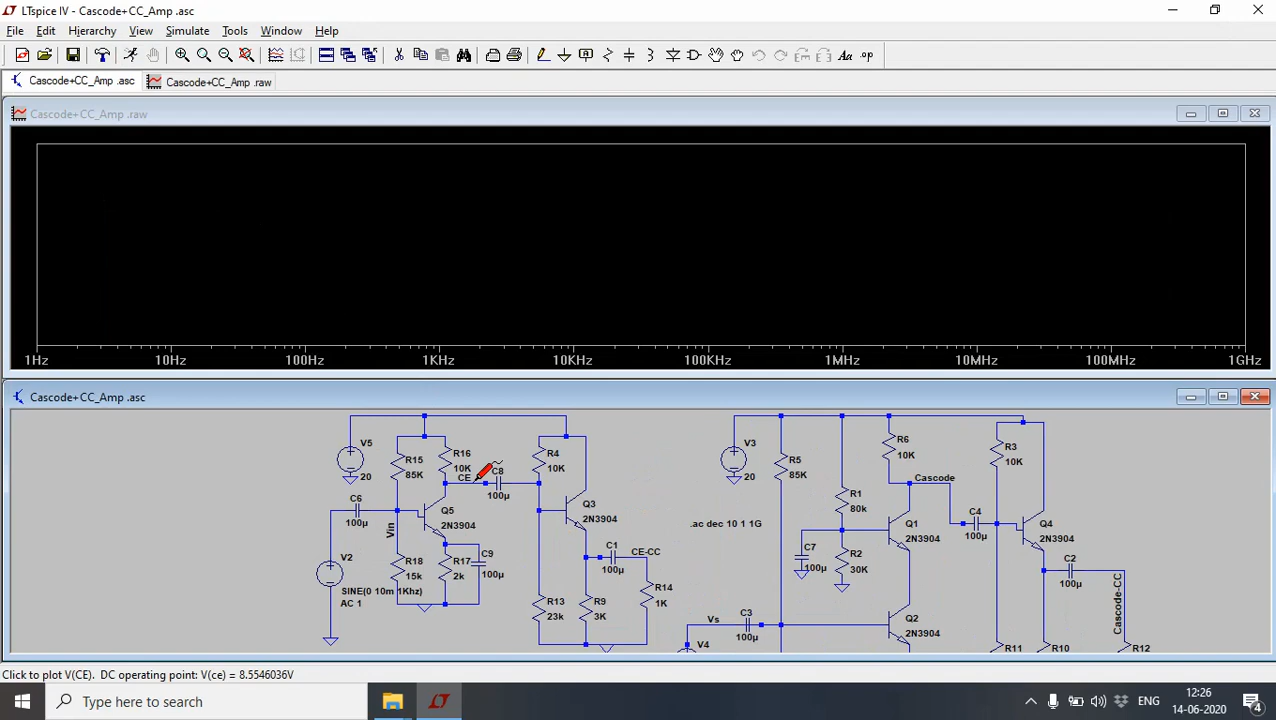 LTspice IV - Cascode+CC_Amp .asc
File Edit Hierarchy View Simulate Tools Window Help
Aa .op
Cascode+CC_Amp .asc
Cascode+CC_Amp .raw
Cascode+CC_Amp .raw
1Hz 10Hz 100Hz 1KHz 10KHz 100KHz 1MHz 10MHz 100MHz 1GHz
Cascode+CC_Amp .asc
V5
20
R15
85K
R16
10K
CE
C8
100µ
R4
10K
C6
100µ
Vin
Q5
2N3904
Q3
2N3904
V2
SINE(0 10m 1Khz)
AC 1
R18
15k
R17
2k
C9
100µ
C1
100µ
CE-CC
R14
1K
R13
23k
R9
3K
.ac dec 10 1 1G
V3
20
R5
85K
R1
80k
R6
10K
Cascode
R3
10K
C4
100µ
Q1
2N3904
Q4
2N3904
C7
100µ
R2
30K
C2
100µ
Cascode-CC
Vs
C3
100µ
V4
Q2
2N3904
R11
R10
R12
Click to plot V(CE). DC operating point: V(ce) = 8.5546036V
Type here to search
ENG
12:26
14-06-2020
4